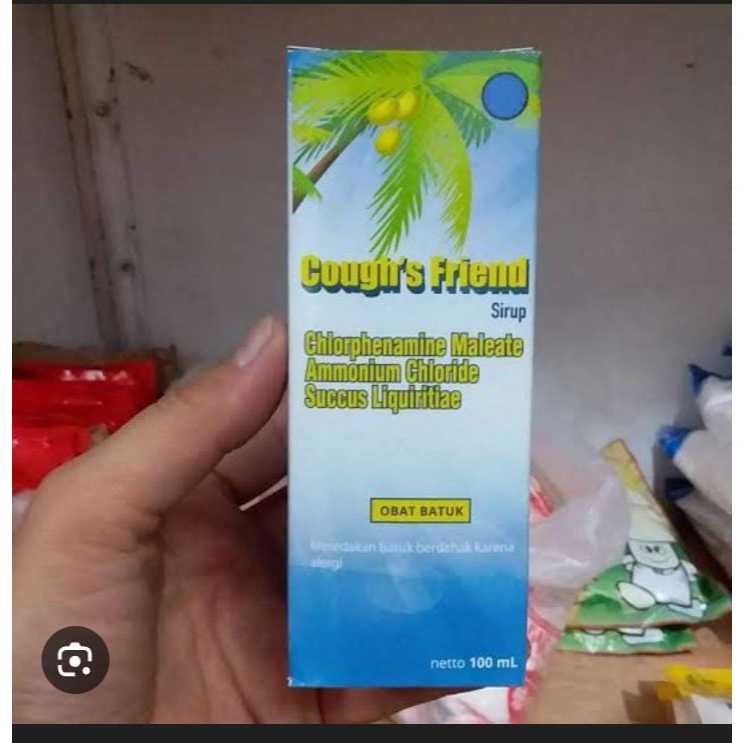 Cough's Friend
Sirup
Chlorphenamine Maleate
Ammonium Chloride
Succus Liquiritiae
OBAT BATUK
Meredakan batuk berdahak karena
alergi
netto 100 mL